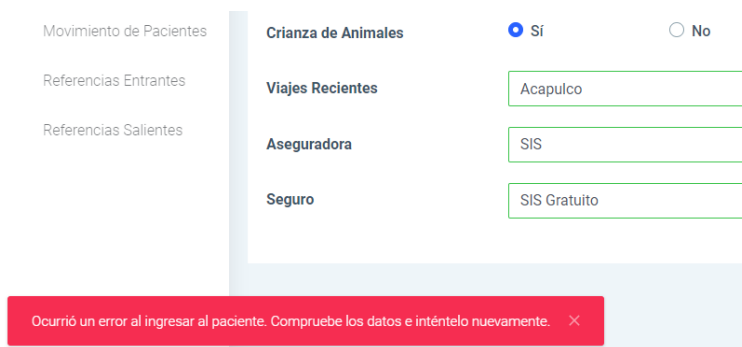 Movimiento de Pacientes
Crianza de Animales
Sí
No
Referencias Entrantes
Viajes Recientes
Acapulco
Referencias Salientes
Aseguradora
SIS
Seguro
SIS Gratuito
Ocurrió un error al ingresar al paciente. Compruebe los datos e inténtelo nuevamente.